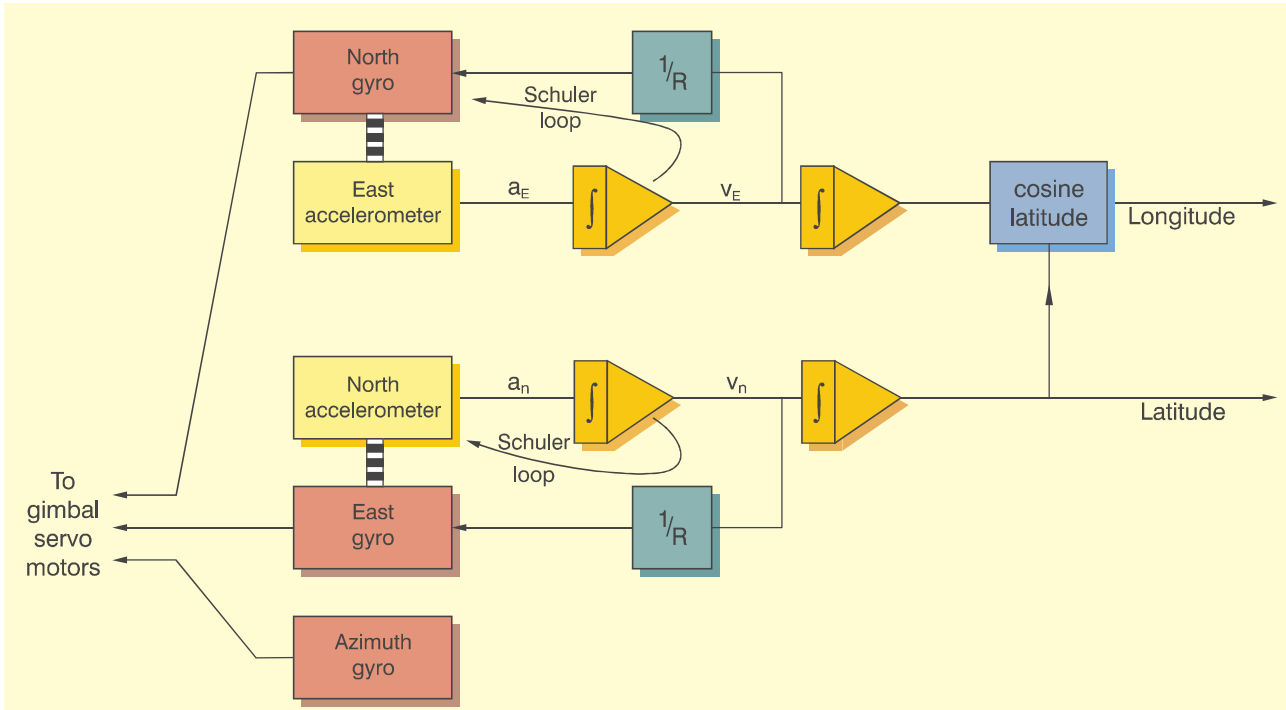 North
gyro
1/R
Schuler
loop
East
accelerometer
aE
∫
vE
∫
cosine
latitude
Longitude
North
accelerometer
an
∫
vn
∫
Latitude
Schuler
loop
To
gimbal
servo
motors
East
gyro
1/R
Azimuth
gyro